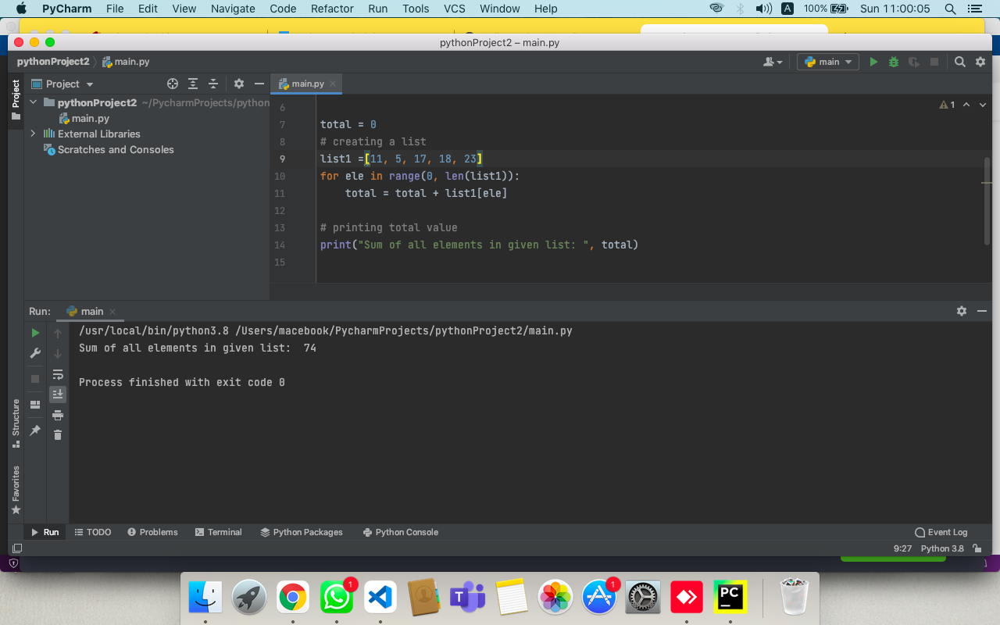 PyCharm File Edit View Navigate Code Refactor Run Tools VCS Window Help A 100% Sun 11:00:05
pythonProject2 – main.py
pythonProject2 main.py main
Project
Project
main.py
pythonProject2 ~/PycharmProjects/python
main.py
External Libraries
Scratches and Consoles
1
6
7 total = 0
8 # creating a list
9 list1 =[11, 5, 17, 18, 23]
10 for ele in range(0, len(list1)):
11 total = total + list1[ele]
12
13 # printing total value
14 print("Sum of all elements in given list: ", total)
15
Run: main
/usr/local/bin/python3.8 /Users/macebook/PycharmProjects/pythonProject2/main.py
Sum of all elements in given list:  74
Process finished with exit code 0
Structure
Favorites
Run TODO Problems Terminal Python Packages Python Console Event Log
9:27 Python 3.8
1
1
PC